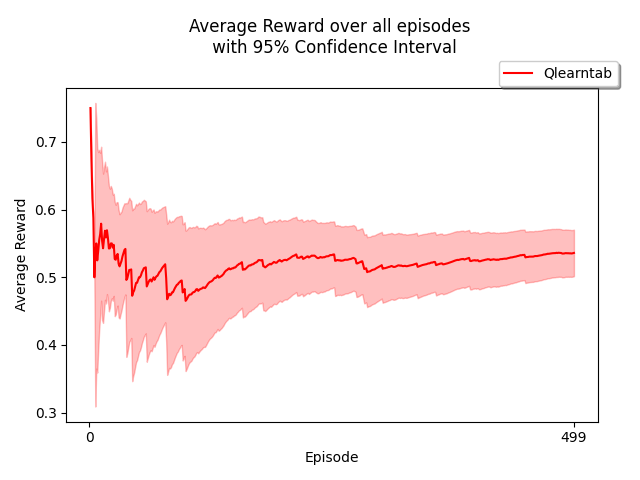 Average Reward over all episodes
with 95% Confidence Interval
Qlearntab
Average Reward
0.7
0.6
0.5
0.4
0.3
0
499
Episode